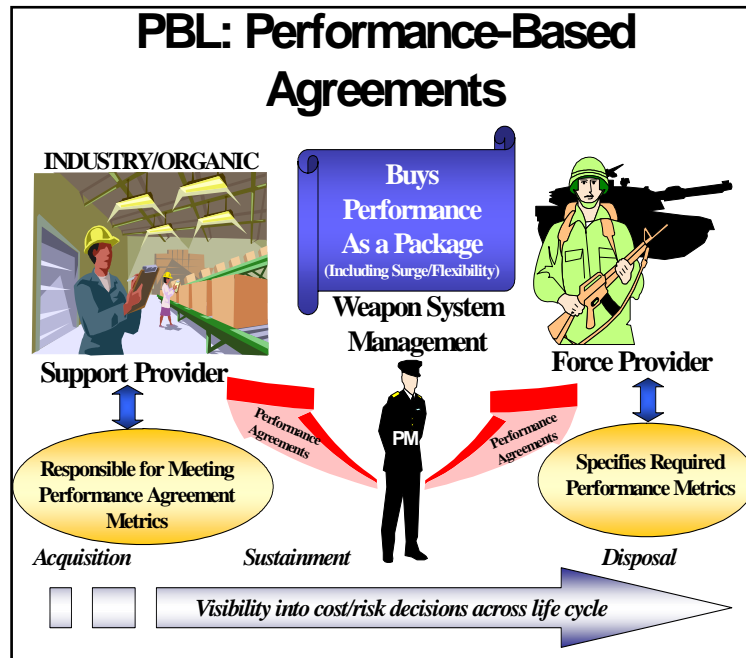 PBL: Performance-Based
Agreements
INDUSTRY/ORGANIC
Buys
Performance
As a Package
(Including Surge/Flexibility)
Weapon System
Management
Support Provider
Force Provider
Performance
Agreements
PM
Performance
Agreements
Responsible for Meeting
Performance Agreement
Metrics
Specifies Required
Performance Metrics
Acquisition
Sustainment
Disposal
Visibility into cost/risk decisions across life cycle